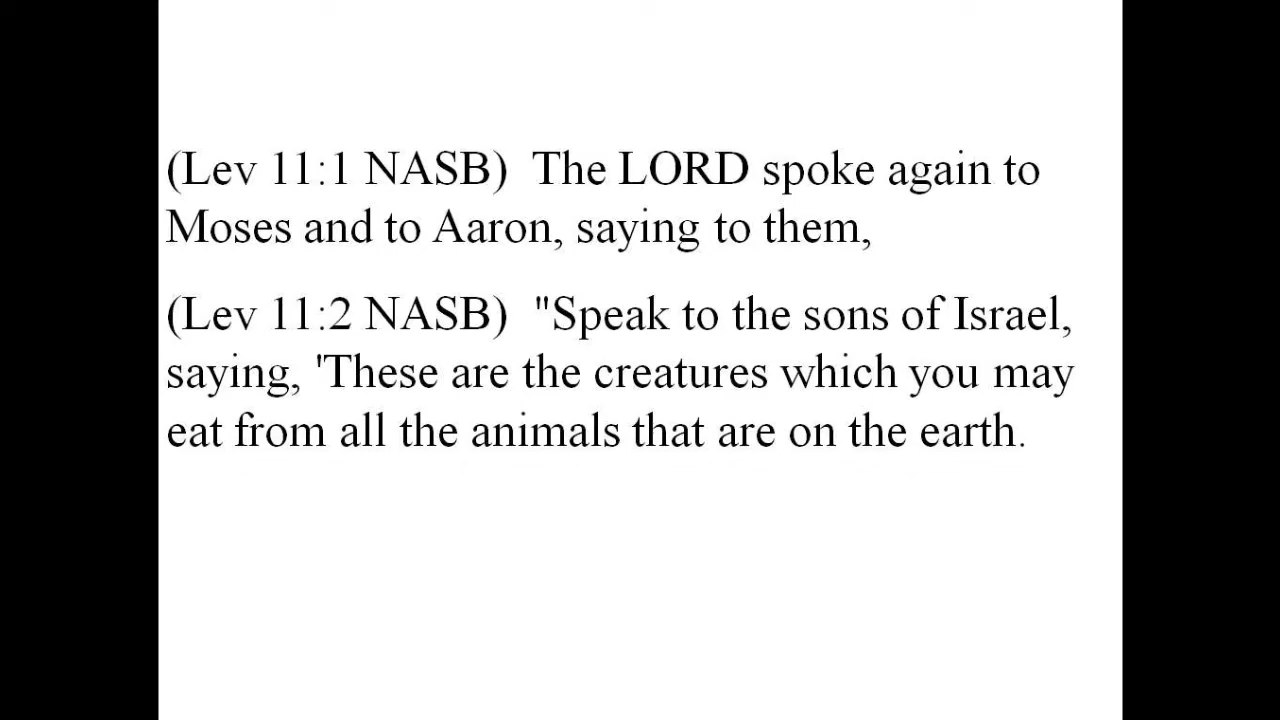 (Lev 11:1 NASB)  The LORD spoke again to
Moses and to Aaron, saying to them,
(Lev 11:2 NASB)  "Speak to the sons of Israel,
saying, 'These are the creatures which you may
eat from all the animals that are on the earth.